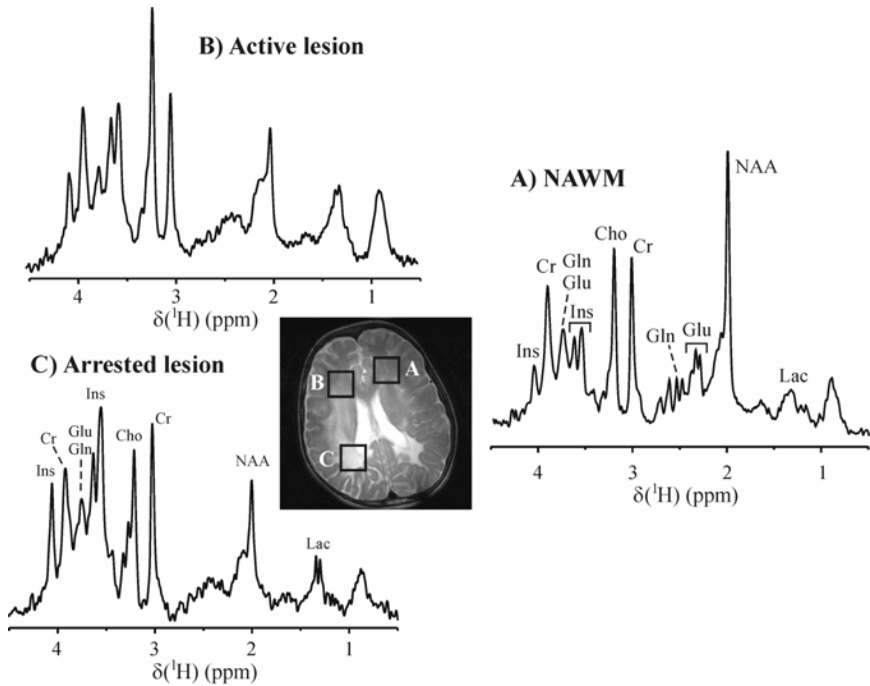 B) Active lesion
4
3
2
1
δ(¹H) (ppm)
A) NAWM
NAA
Cho
Cr
Cr
Gln
Glu
Ins
Ins
Gln
Glu
Lac
4
3
2
1
δ(¹H) (ppm)
B
A
C
C) Arrested lesion
Ins
Cr
Glu
Gln
Ins
Cho
Cr
NAA
Lac
4
3
2
1
δ(¹H) (ppm)